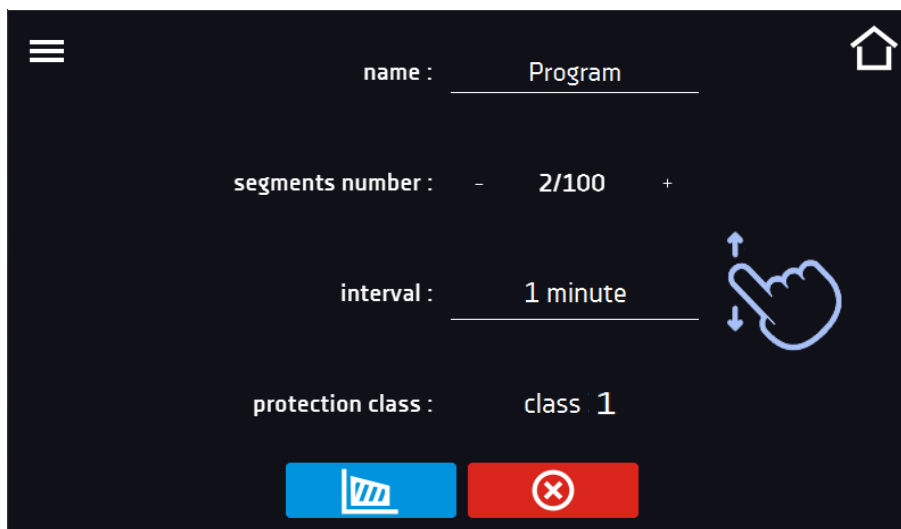 name : Program
segments number : - 2/100 +
interval : 1 minute
protection class : class 1